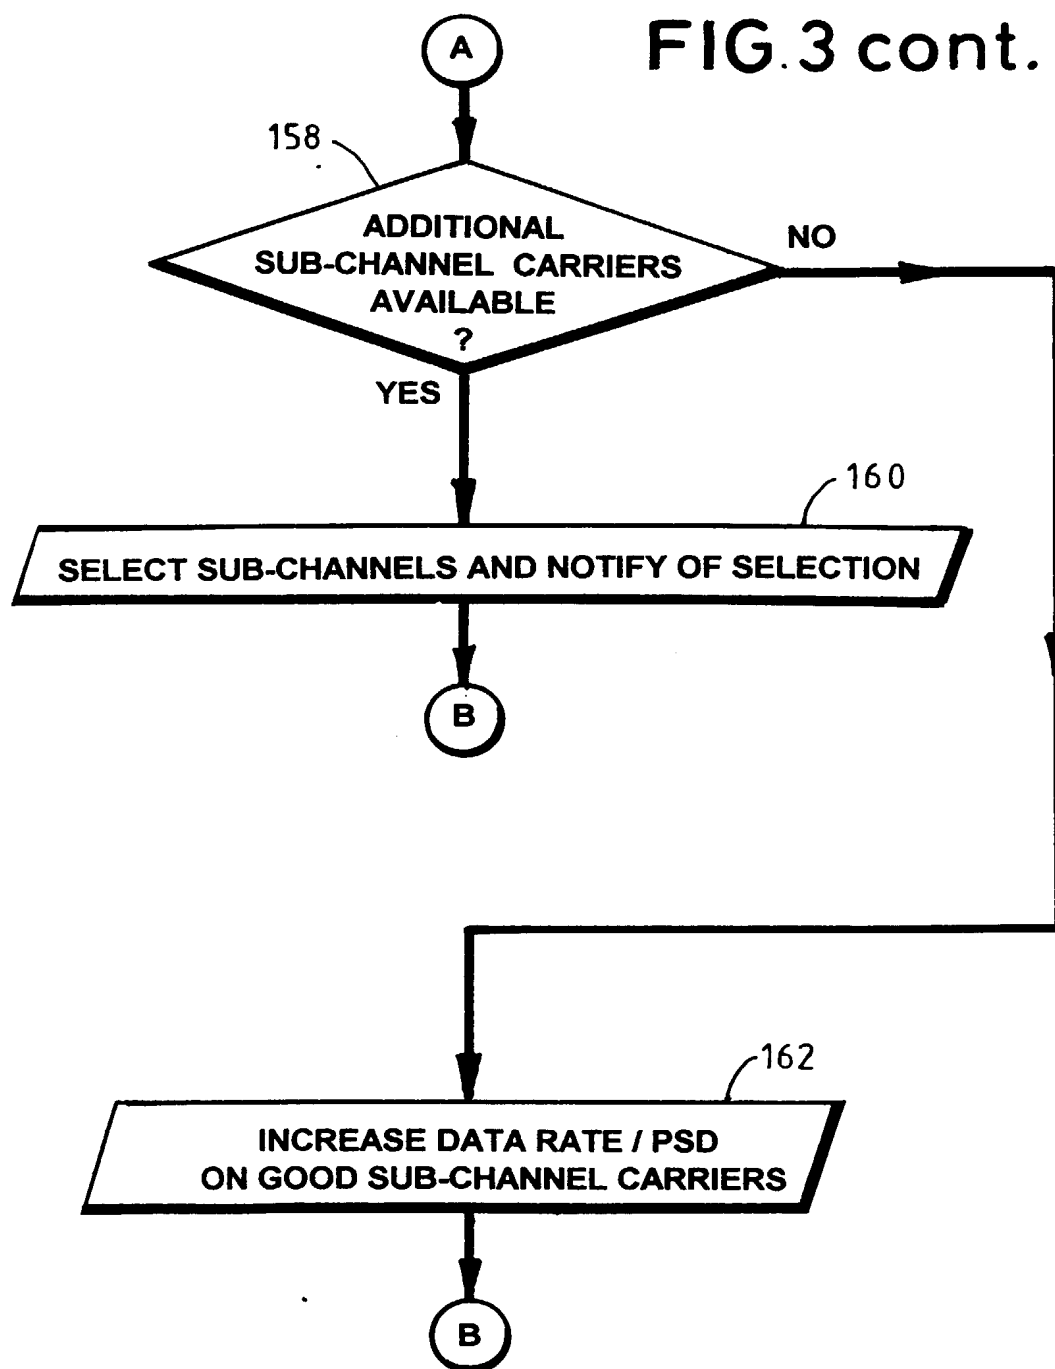 FIG.3 cont.
A
158
ADDITIONAL
SUB-CHANNEL CARRIERS
AVAILABLE
?
NO
YES
160
SELECT SUB-CHANNELS AND NOTIFY OF SELECTION
B
162
INCREASE DATA RATE / PSD
ON GOOD SUB-CHANNEL CARRIERS
B